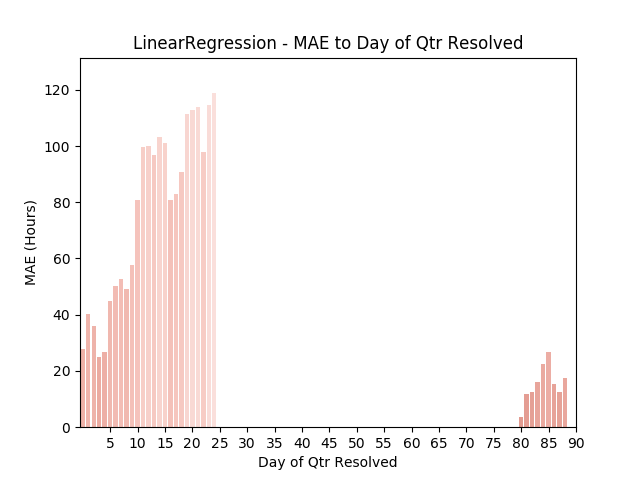 LinearRegression - MAE to Day of Qtr Resolved
MAE (Hours)
120
100
80
60
40
20
0
5 10 15 20 25 30 35 40 45 50 55 60 65 70 75 80 85 90
Day of Qtr Resolved